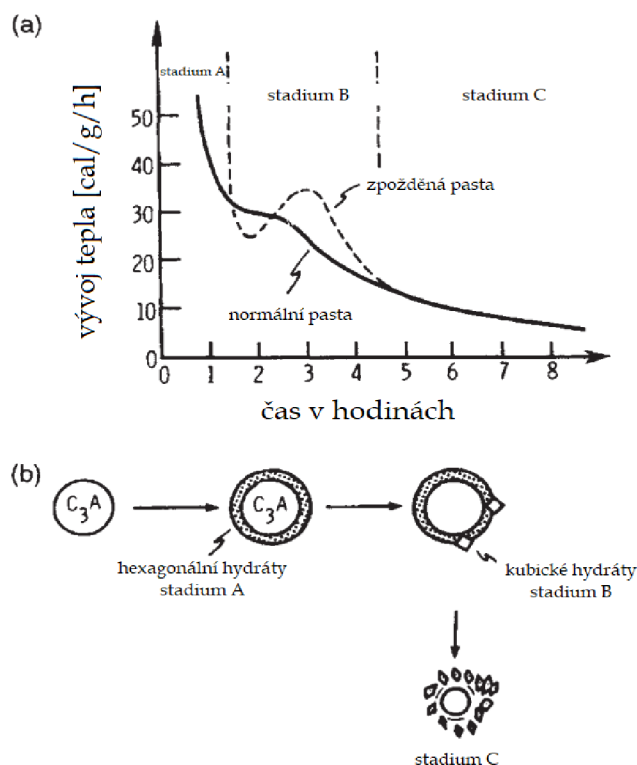 (a)
stadium A
stadium B
stadium C
50
40
30
20
10
0
vývoj tepla [cal/g/h]
zpožděná pasta
normální pasta
0 1 2 3 4 5 6 7 8
čas v hodinách
(b)
C3A
C3A
hexagonální hydráty
stadium A
kubické hydráty
stadium B
stadium C